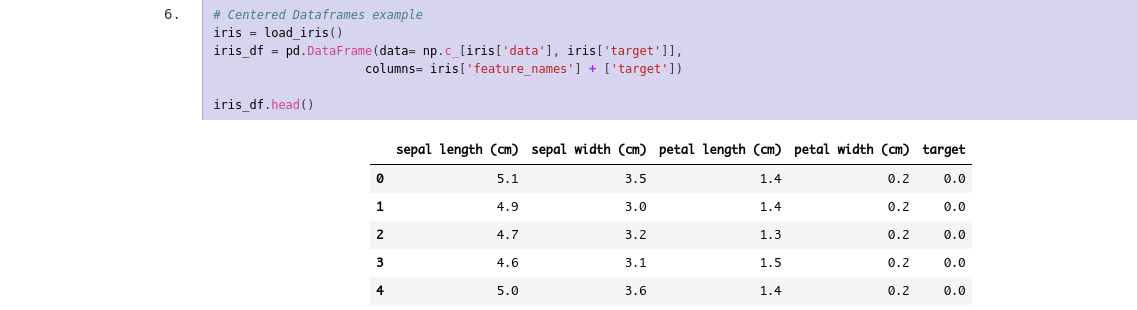 6.
# Centered Dataframes example
iris = load_iris()
iris_df = pd.DataFrame(data= np.c_[iris['data'], iris['target']],
                     columns= iris['feature_names'] + ['target'])
iris_df.head()
sepal length (cm) sepal width (cm) petal length (cm) petal width (cm) target
0 5.1 3.5 1.4 0.2 0.0
1 4.9 3.0 1.4 0.2 0.0
2 4.7 3.2 1.3 0.2 0.0
3 4.6 3.1 1.5 0.2 0.0
4 5.0 3.6 1.4 0.2 0.0